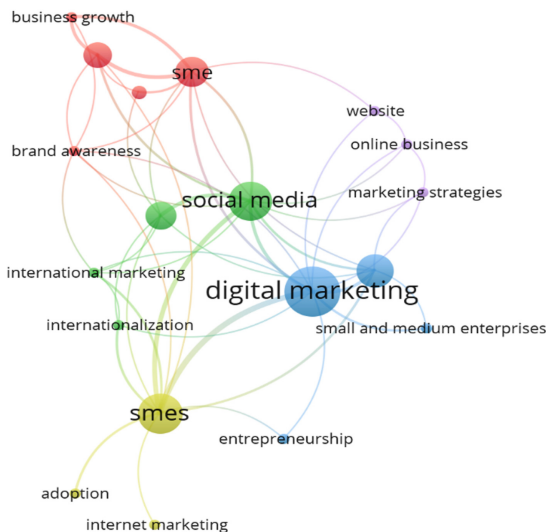 business growth
sme
website
online business
brand awareness
marketing strategies
social media
international marketing
digital marketing
internationalization
small and medium enterprises
smes
entrepreneurship
adoption
internet marketing